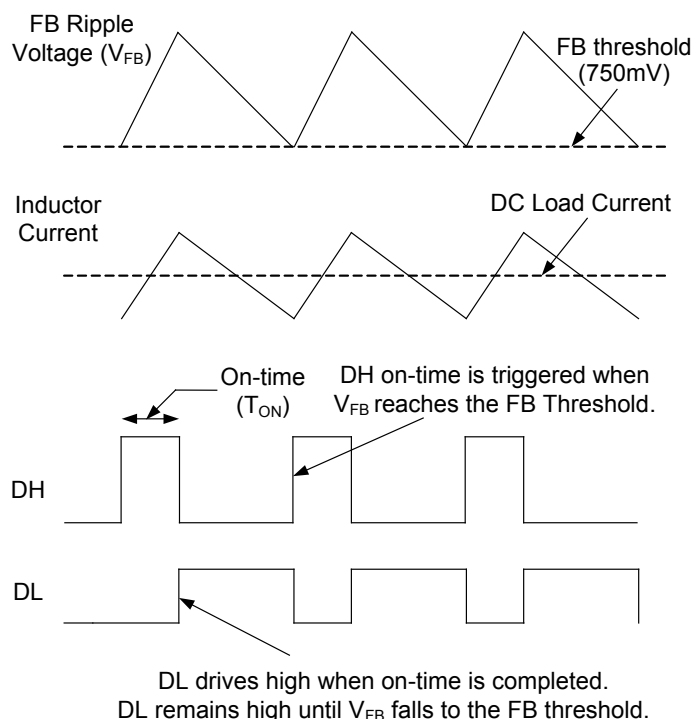 FB Ripple
Voltage (VFB)
FB threshold
(750mV)
Inductor
Current
DC Load Current
On-time
(TON)
DH on-time is triggered when
VFB reaches the FB Threshold.
DH
DL
DL drives high when on-time is completed.
DL remains high until VFB falls to the FB threshold.